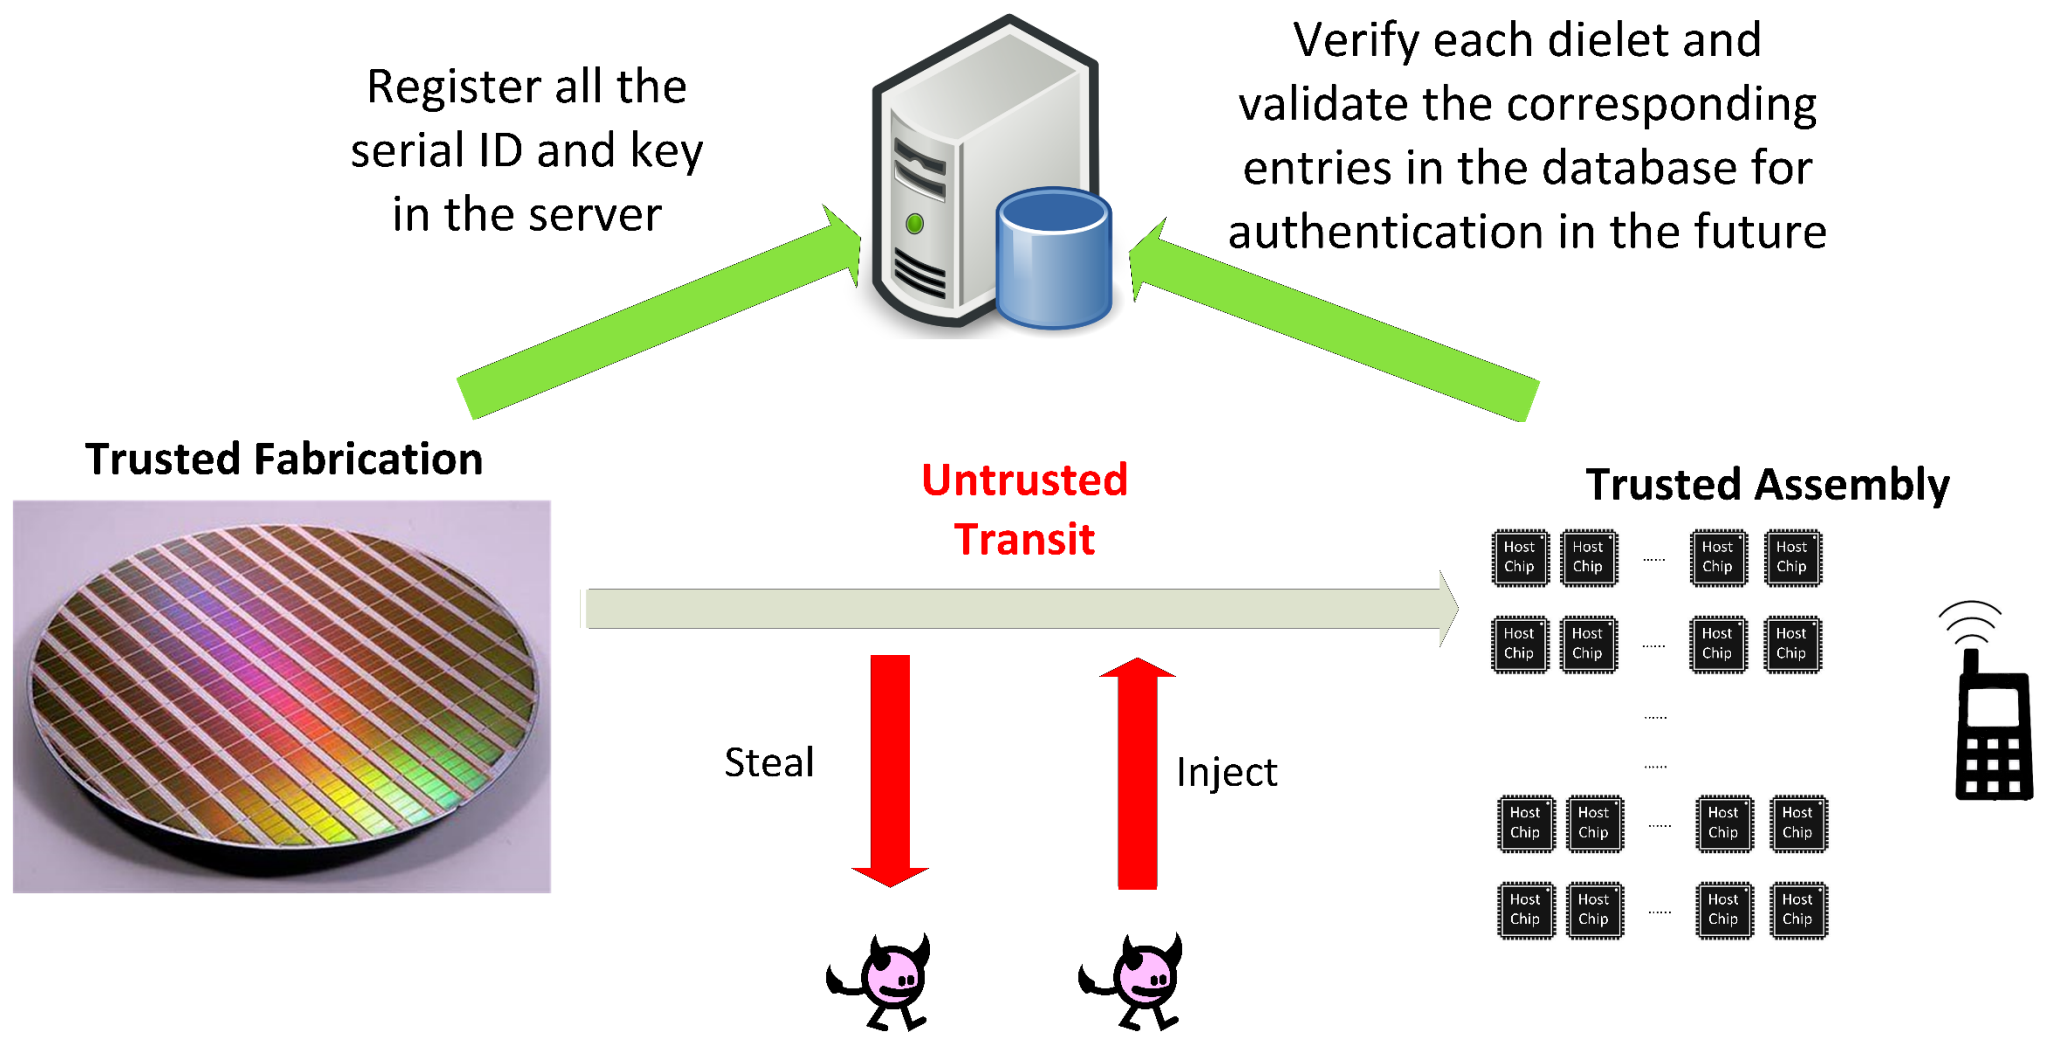 Register all the
serial ID and key
in the server
Verify each dielet and
validate the corresponding
entries in the database for
authentication in the future
Trusted Fabrication
Untrusted
Transit
Trusted Assembly
Steal
Inject
Host
Chip
Host
Chip
......
Host
Chip
Host
Chip
Host
Chip
Host
Chip
......
Host
Chip
Host
Chip
......
......
Host
Chip
Host
Chip
......
Host
Chip
Host
Chip
Host
Chip
Host
Chip
......
Host
Chip
Host
Chip